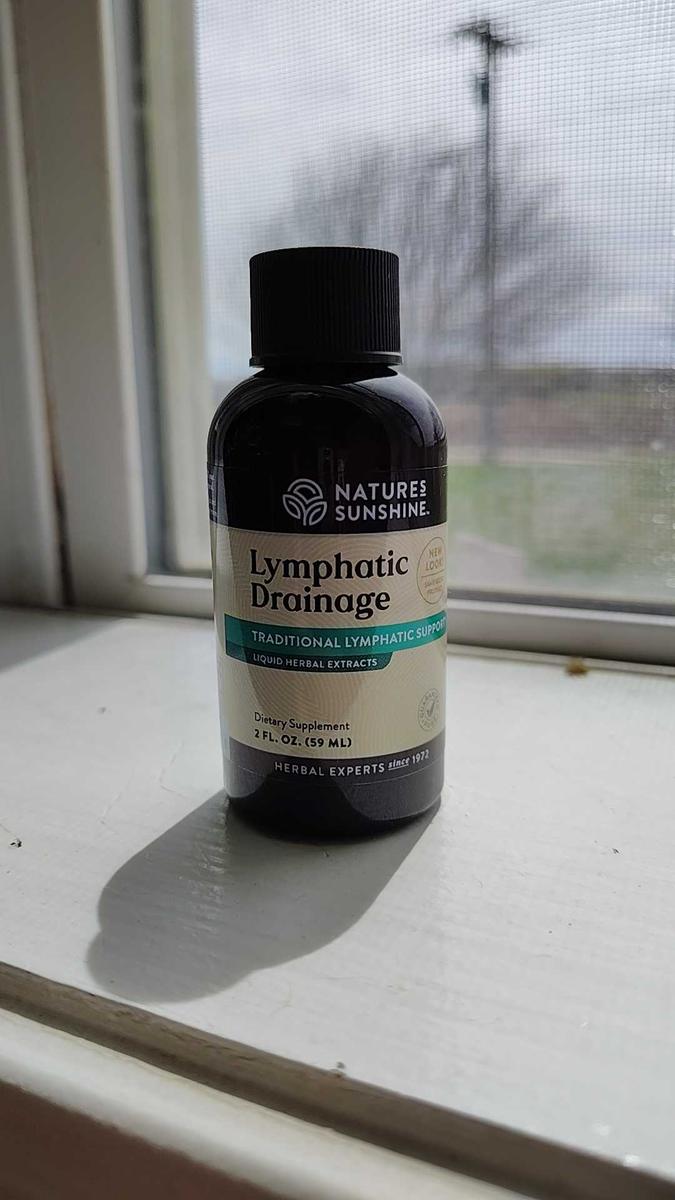 NATURE'S
SUNSHINE.
Lymphatic
Drainage
NEW
LOOK!
TRADITIONAL LYMPHATIC SUPPORT
LIQUID HERBAL EXTRACTS
Dietary Supplement
2 FL. OZ. (59 ML)
HERBAL EXPERTS since 1972